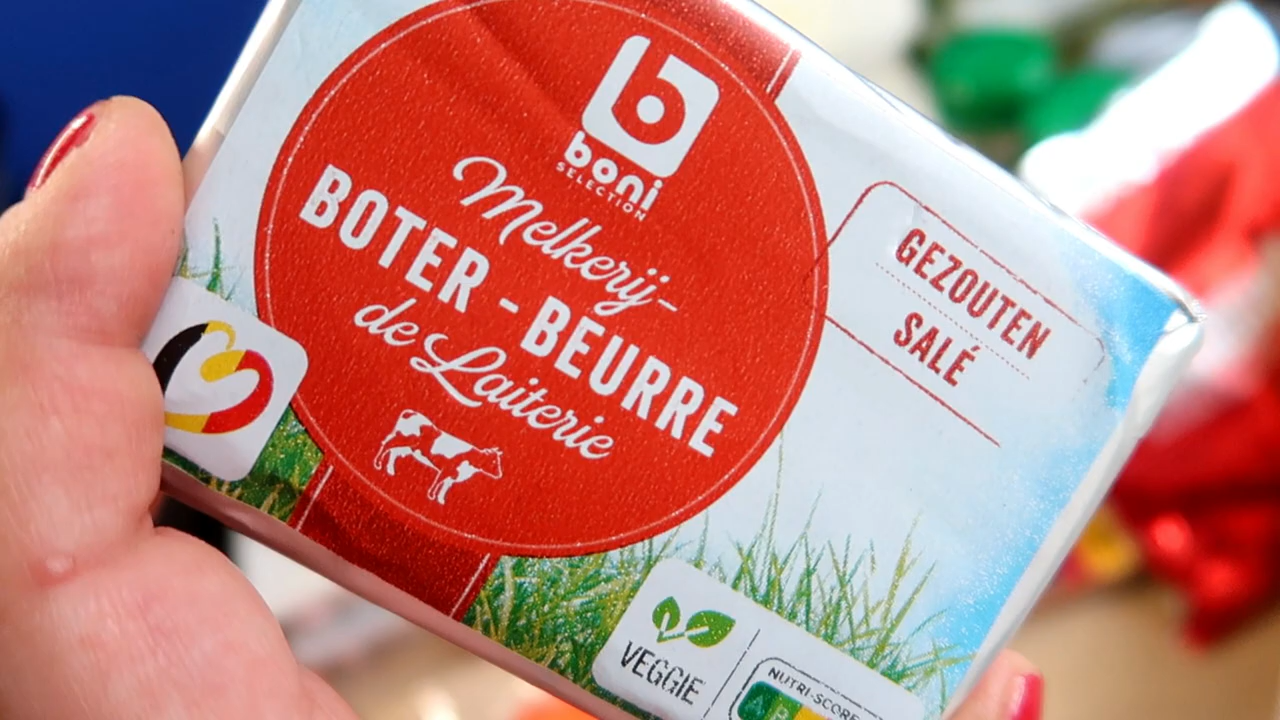 boni
SELECTION
Melkerij-
BOTER - BEURRE
de Laiterie
GEZOUTEN
SALÉ
VEGGIE
NUTRI-SCORE
A B